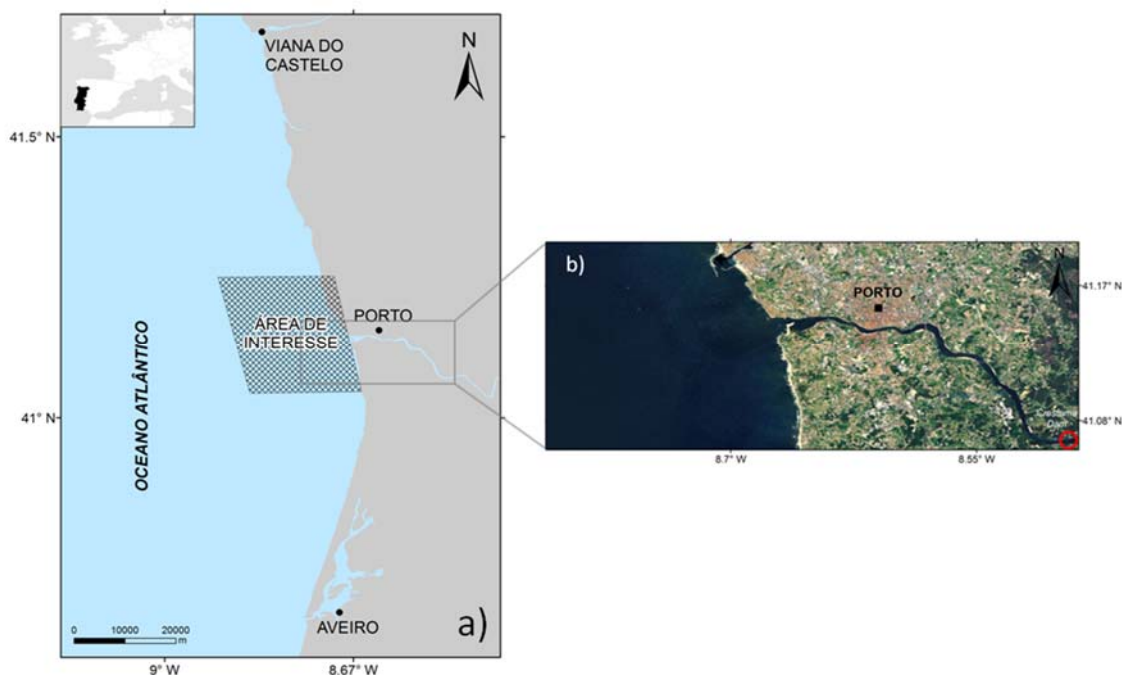 VIANA DO
CASTELO
N
41.5° N
ÁREA DE
INTERESSE
PORTO
OCEANO ATLÂNTICO
41° N
AVEIRO
0 10000 20000
m
a)
9° W
8.67° W
b)
N
PORTO
41.17° N
41.08° N
8.7° W
8.55° W